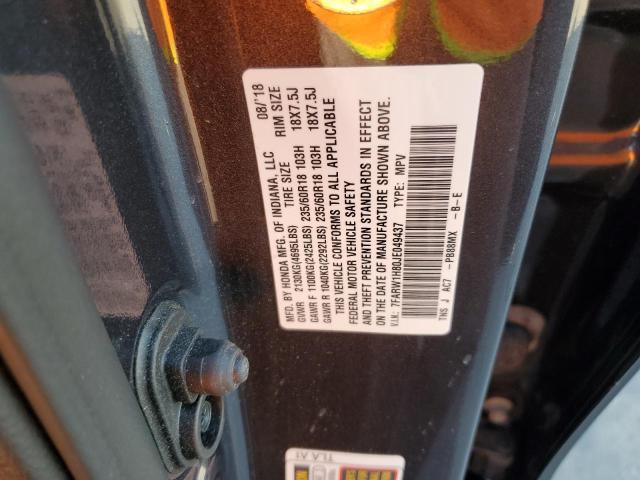 MFD. BY HONDA MFG. OF INDIANA, LLC 08/'18
GVWR 2130KG(4695LBS) TIRE SIZE RIM SIZE
GAWR F 1100KG(2425LBS) 235/60R18 103H 18X7.5J
GAWR R 1040KG(2292LBS) 235/60R18 103H 18X7.5J
THIS VEHICLE CONFORMS TO ALL APPLICABLE
FEDERAL MOTOR VEHICLE SAFETY
AND THEFT PREVENTION STANDARDS IN EFFECT
ON THE DATE OF MANUFACTURE SHOWN ABOVE.
V.I.N.: 7FARW1H80JE049437 TYPE: MPV
TNS J AC7 -PB88MX -B-E
TLA A1